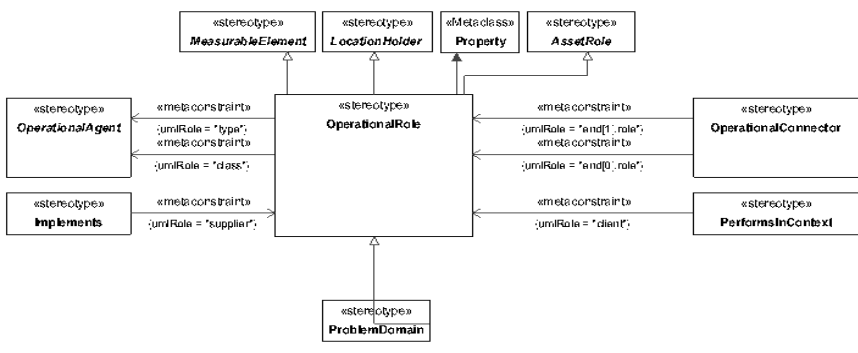 «stereotype» «stereotype» «Metaclass» «stereotype»
MeasurableElement LocationHolder Property AssetRole
«stereotype»
OperationalAgent
«metaconstraint»
{umlRole = "type"}
«metaconstraint»
{umlRole = "class"}
«stereotype»
OperationalRole
«metaconstraint»
{umlRole = "end[1].role"}
«metaconstraint»
{umlRole = "end[0].role"}
«stereotype»
OperationalConnector
«stereotype»
Implements
«metaconstraint»
{umlRole = "supplier"}
«metaconstraint»
{umlRole = "client"}
«stereotype»
PerformsInContext
«stereotype»
ProblemDomain